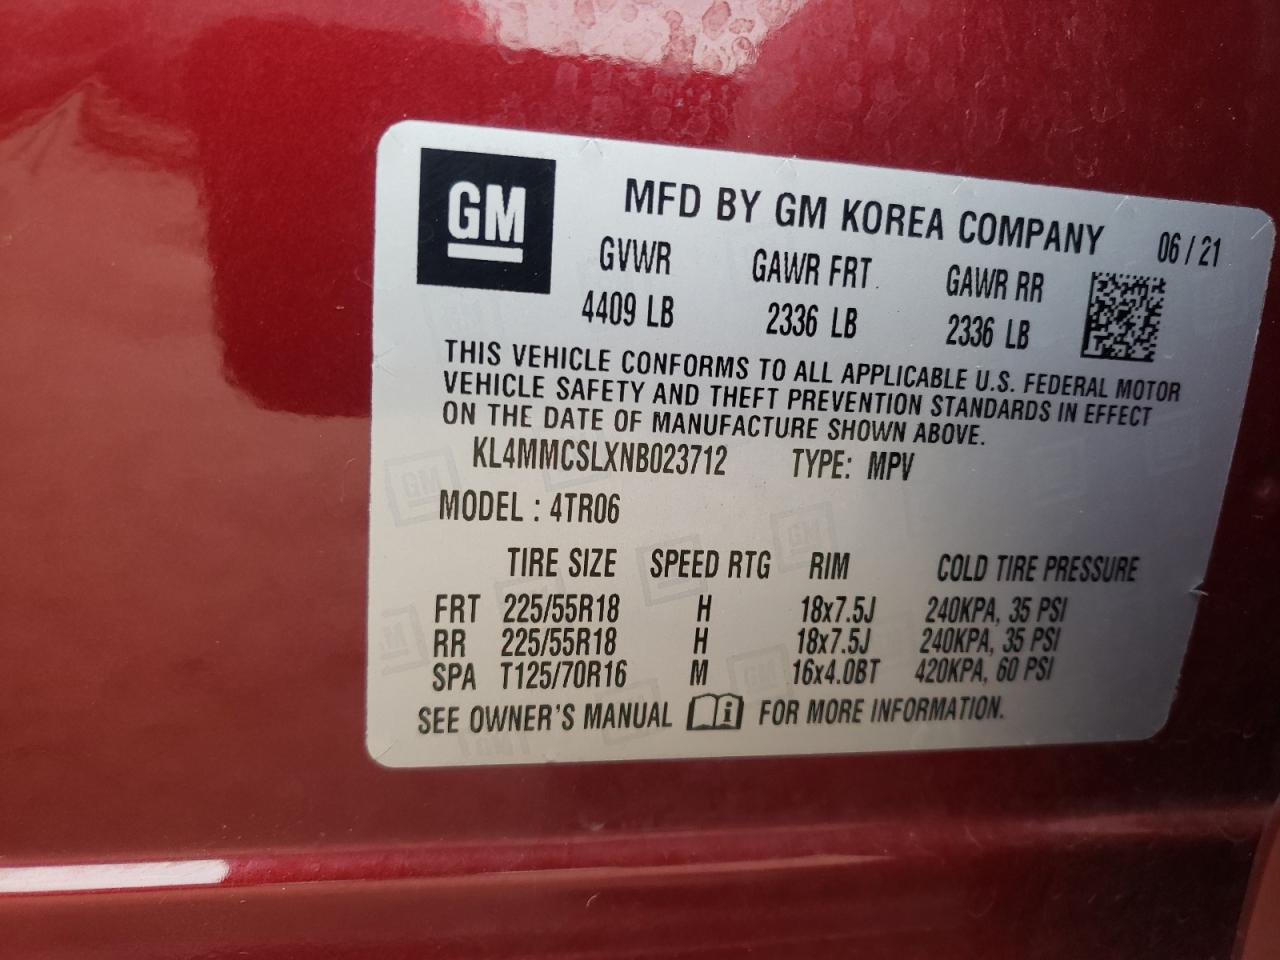 GM
MFD BY GM KOREA COMPANY 06 / 21
GVWR GAWR FRT GAWR RR
4409 LB 2336 LB 2336 LB
THIS VEHICLE CONFORMS TO ALL APPLICABLE U.S. FEDERAL MOTOR
VEHICLE SAFETY AND THEFT PREVENTION STANDARDS IN EFFECT
ON THE DATE OF MANUFACTURE SHOWN ABOVE.
KL4MMCSLXNB023712 TYPE: MPV
MODEL : 4TR06
TIRE SIZE SPEED RTG RIM COLD TIRE PRESSURE
FRT 225/55R18 H 18x7.5J 240KPA, 35 PSI
RR 225/55R18 H 18x7.5J 240KPA, 35 PSI
SPA T125/70R16 M 16x4.0BT 420KPA, 60 PSI
SEE OWNER'S MANUAL i FOR MORE INFORMATION.